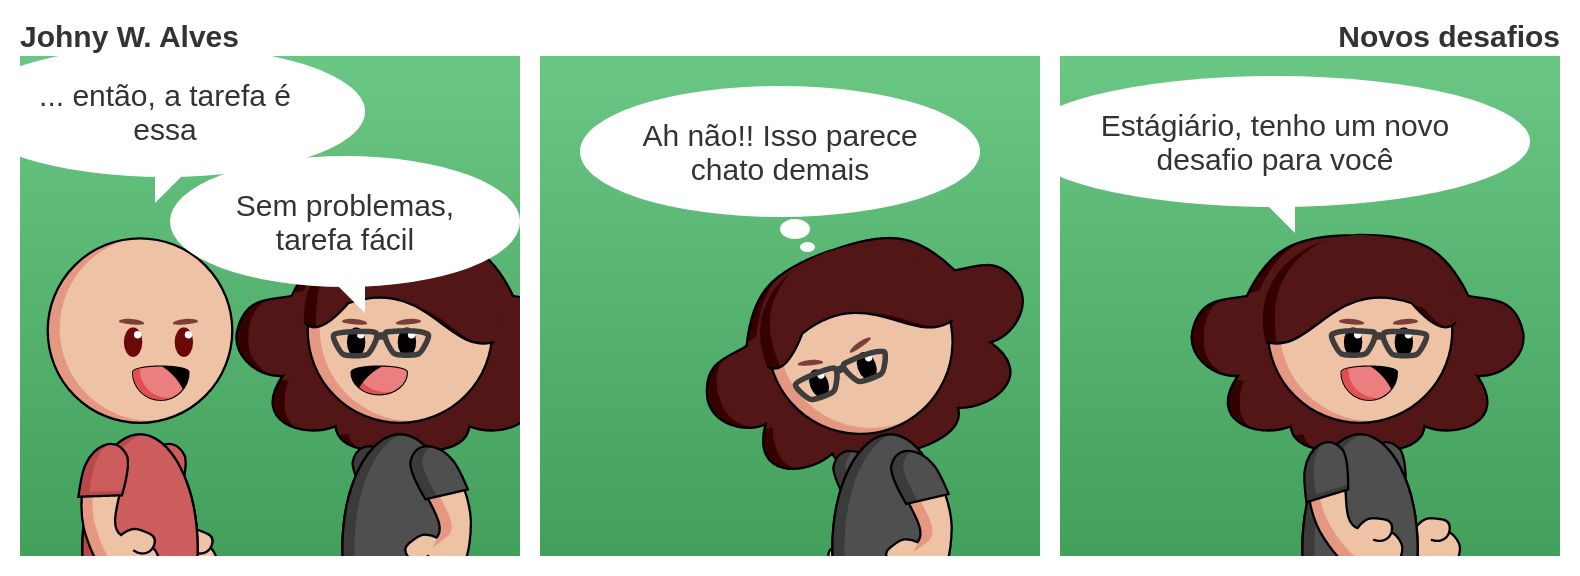 Johny W. Alves
Novos desafios
... então, a tarefa é
essa
Sem problemas,
tarefa fácil
Ah não!! Isso parece
chato demais
Estágiário, tenho um novo
desafio para você